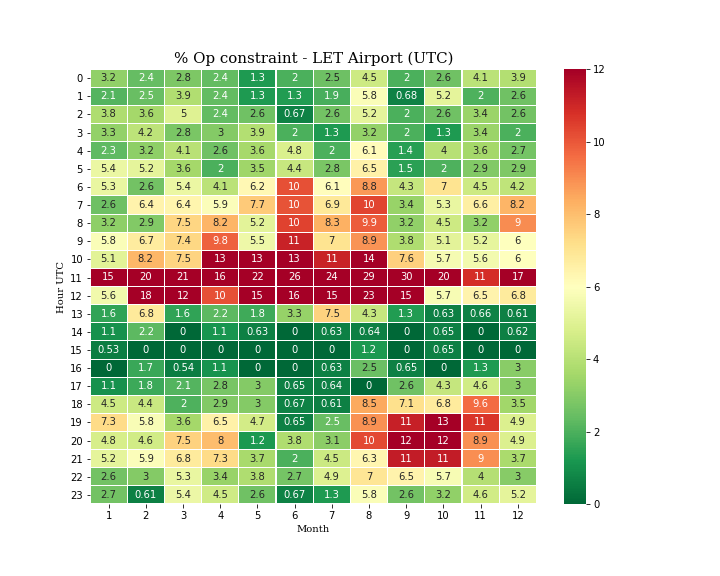 % Op constraint - LET Airport (UTC)
0 3.2 2.4 2.8 2.4 1.3 2 2.5 4.5 2 2.6 4.1 3.9
1 2.1 2.5 3.9 2.4 1.3 1.3 1.9 5.8 0.68 5.2 2 2.6
2 3.8 3.6 5 2.4 2.6 0.67 2.6 5.2 2 2.6 3.4 2.6
3 3.3 4.2 2.8 3 3.9 2 1.3 3.2 2 1.3 3.4 2
4 2.3 3.2 4.1 2.6 3.6 4.8 2 6.1 1.4 4 3.6 2.7
5 5.4 5.2 3.6 2 3.5 4.4 2.8 6.5 1.5 2 2.9 2.9
6 5.3 2.6 5.4 4.1 6.2 10 6.1 8.8 4.3 7 4.5 4.2
7 2.6 6.4 6.4 5.9 7.7 10 6.9 10 3.4 5.3 6.6 8.2
8 3.2 2.9 7.5 8.2 5.2 10 8.3 9.9 3.2 4.5 3.2 9
9 5.8 6.7 7.4 9.8 5.5 11 7 8.9 3.8 5.1 5.2 6
10 5.1 8.2 7.5 13 13 13 11 14 7.6 5.7 5.6 6
11 15 20 21 16 22 26 24 29 30 20 11 17
12 5.6 18 12 10 15 16 15 23 15 5.7 6.5 6.8
13 1.6 6.8 1.6 2.2 1.8 3.3 7.5 4.3 1.3 0.63 0.66 0.61
14 1.1 2.2 0 1.1 0.63 0 0.63 0.64 0 0.65 0 0.62
15 0.53 0 0 0 0 0 0 1.2 0 0.65 0 0
16 0 1.7 0.54 1.1 0 0 0.63 2.5 0.65 0 1.3 3
17 1.1 1.8 2.1 2.8 3 0.65 0.64 0 2.6 4.3 4.6 3
18 4.5 4.4 2 2.9 3 0.67 0.61 8.5 7.1 6.8 9.6 3.5
19 7.3 5.8 3.6 6.5 4.7 0.65 2.5 8.9 11 13 11 4.9
20 4.8 4.6 7.5 8 1.2 3.8 3.1 10 12 12 8.9 4.9
21 5.2 5.9 6.8 7.3 3.7 2 4.5 6.3 11 11 9 3.7
22 2.6 3 5.3 3.4 3.8 2.7 4.9 7 6.5 5.7 4 3
23 2.7 0.61 5.4 4.5 2.6 0.67 1.3 5.8 2.6 3.2 4.6 5.2
1 2 3 4 5 6 7 8 9 10 11 12
Month
Hour UTC
12
10
8
6
4
2
0